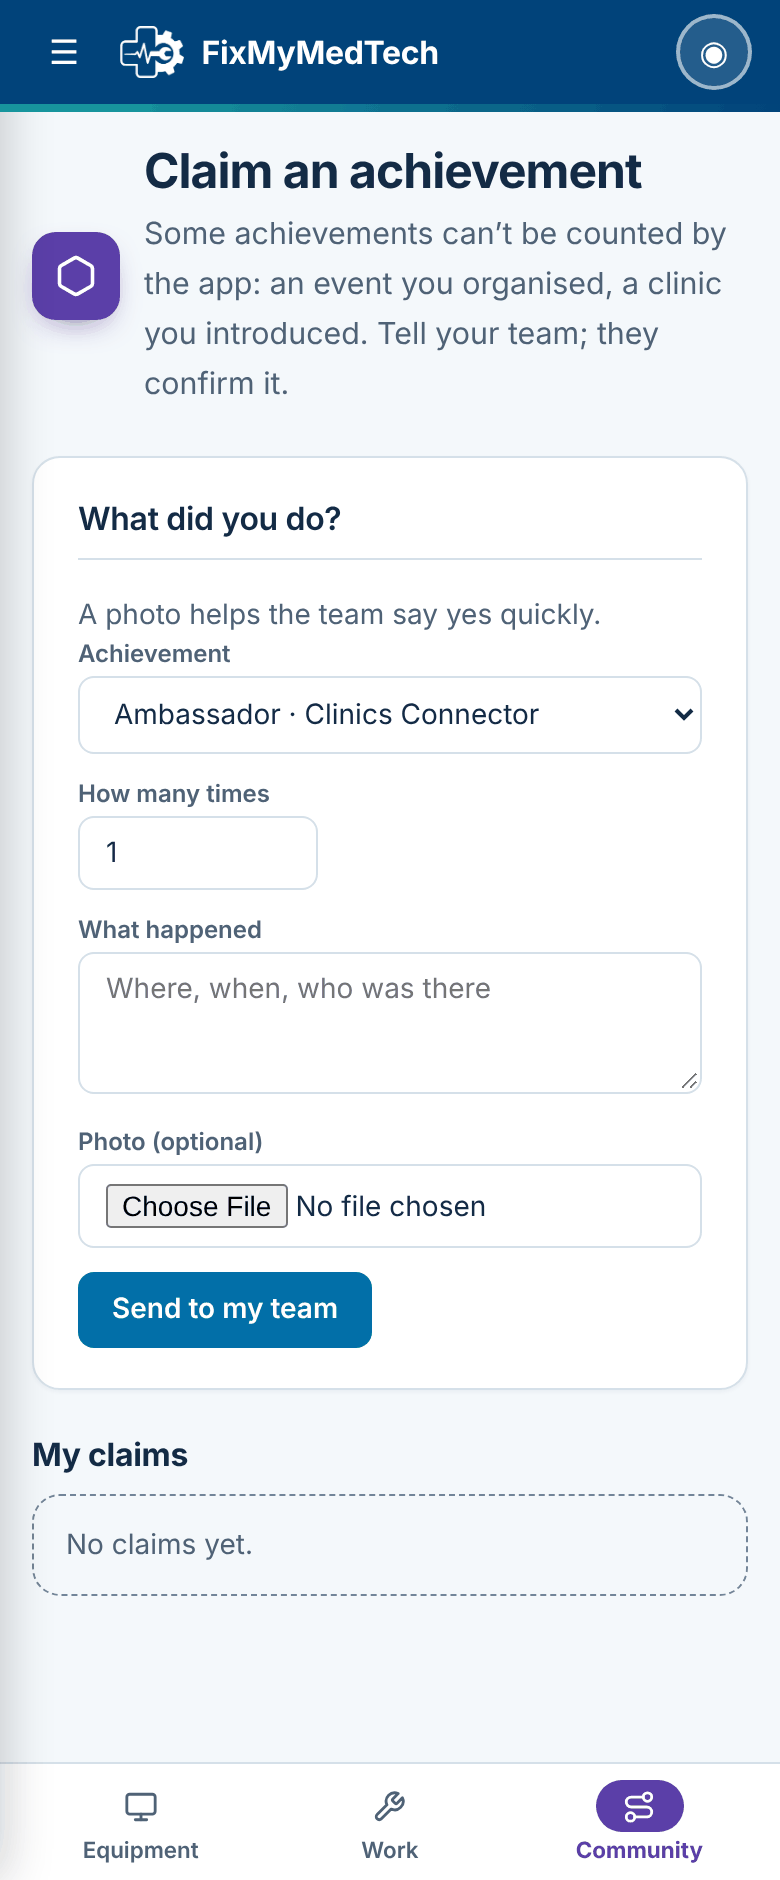 FixMyMedTech
Claim an achievement
Some achievements can’t be counted by
the app: an event you organised, a clinic
you introduced. Tell your team; they
confirm it.
What did you do?
A photo helps the team say yes quickly.
Achievement
Ambassador · Clinics Connector
How many times
1
What happened
Where, when, who was there
Photo (optional)
Choose File No file chosen
Send to my team
My claims
No claims yet.
Equipment Work Community